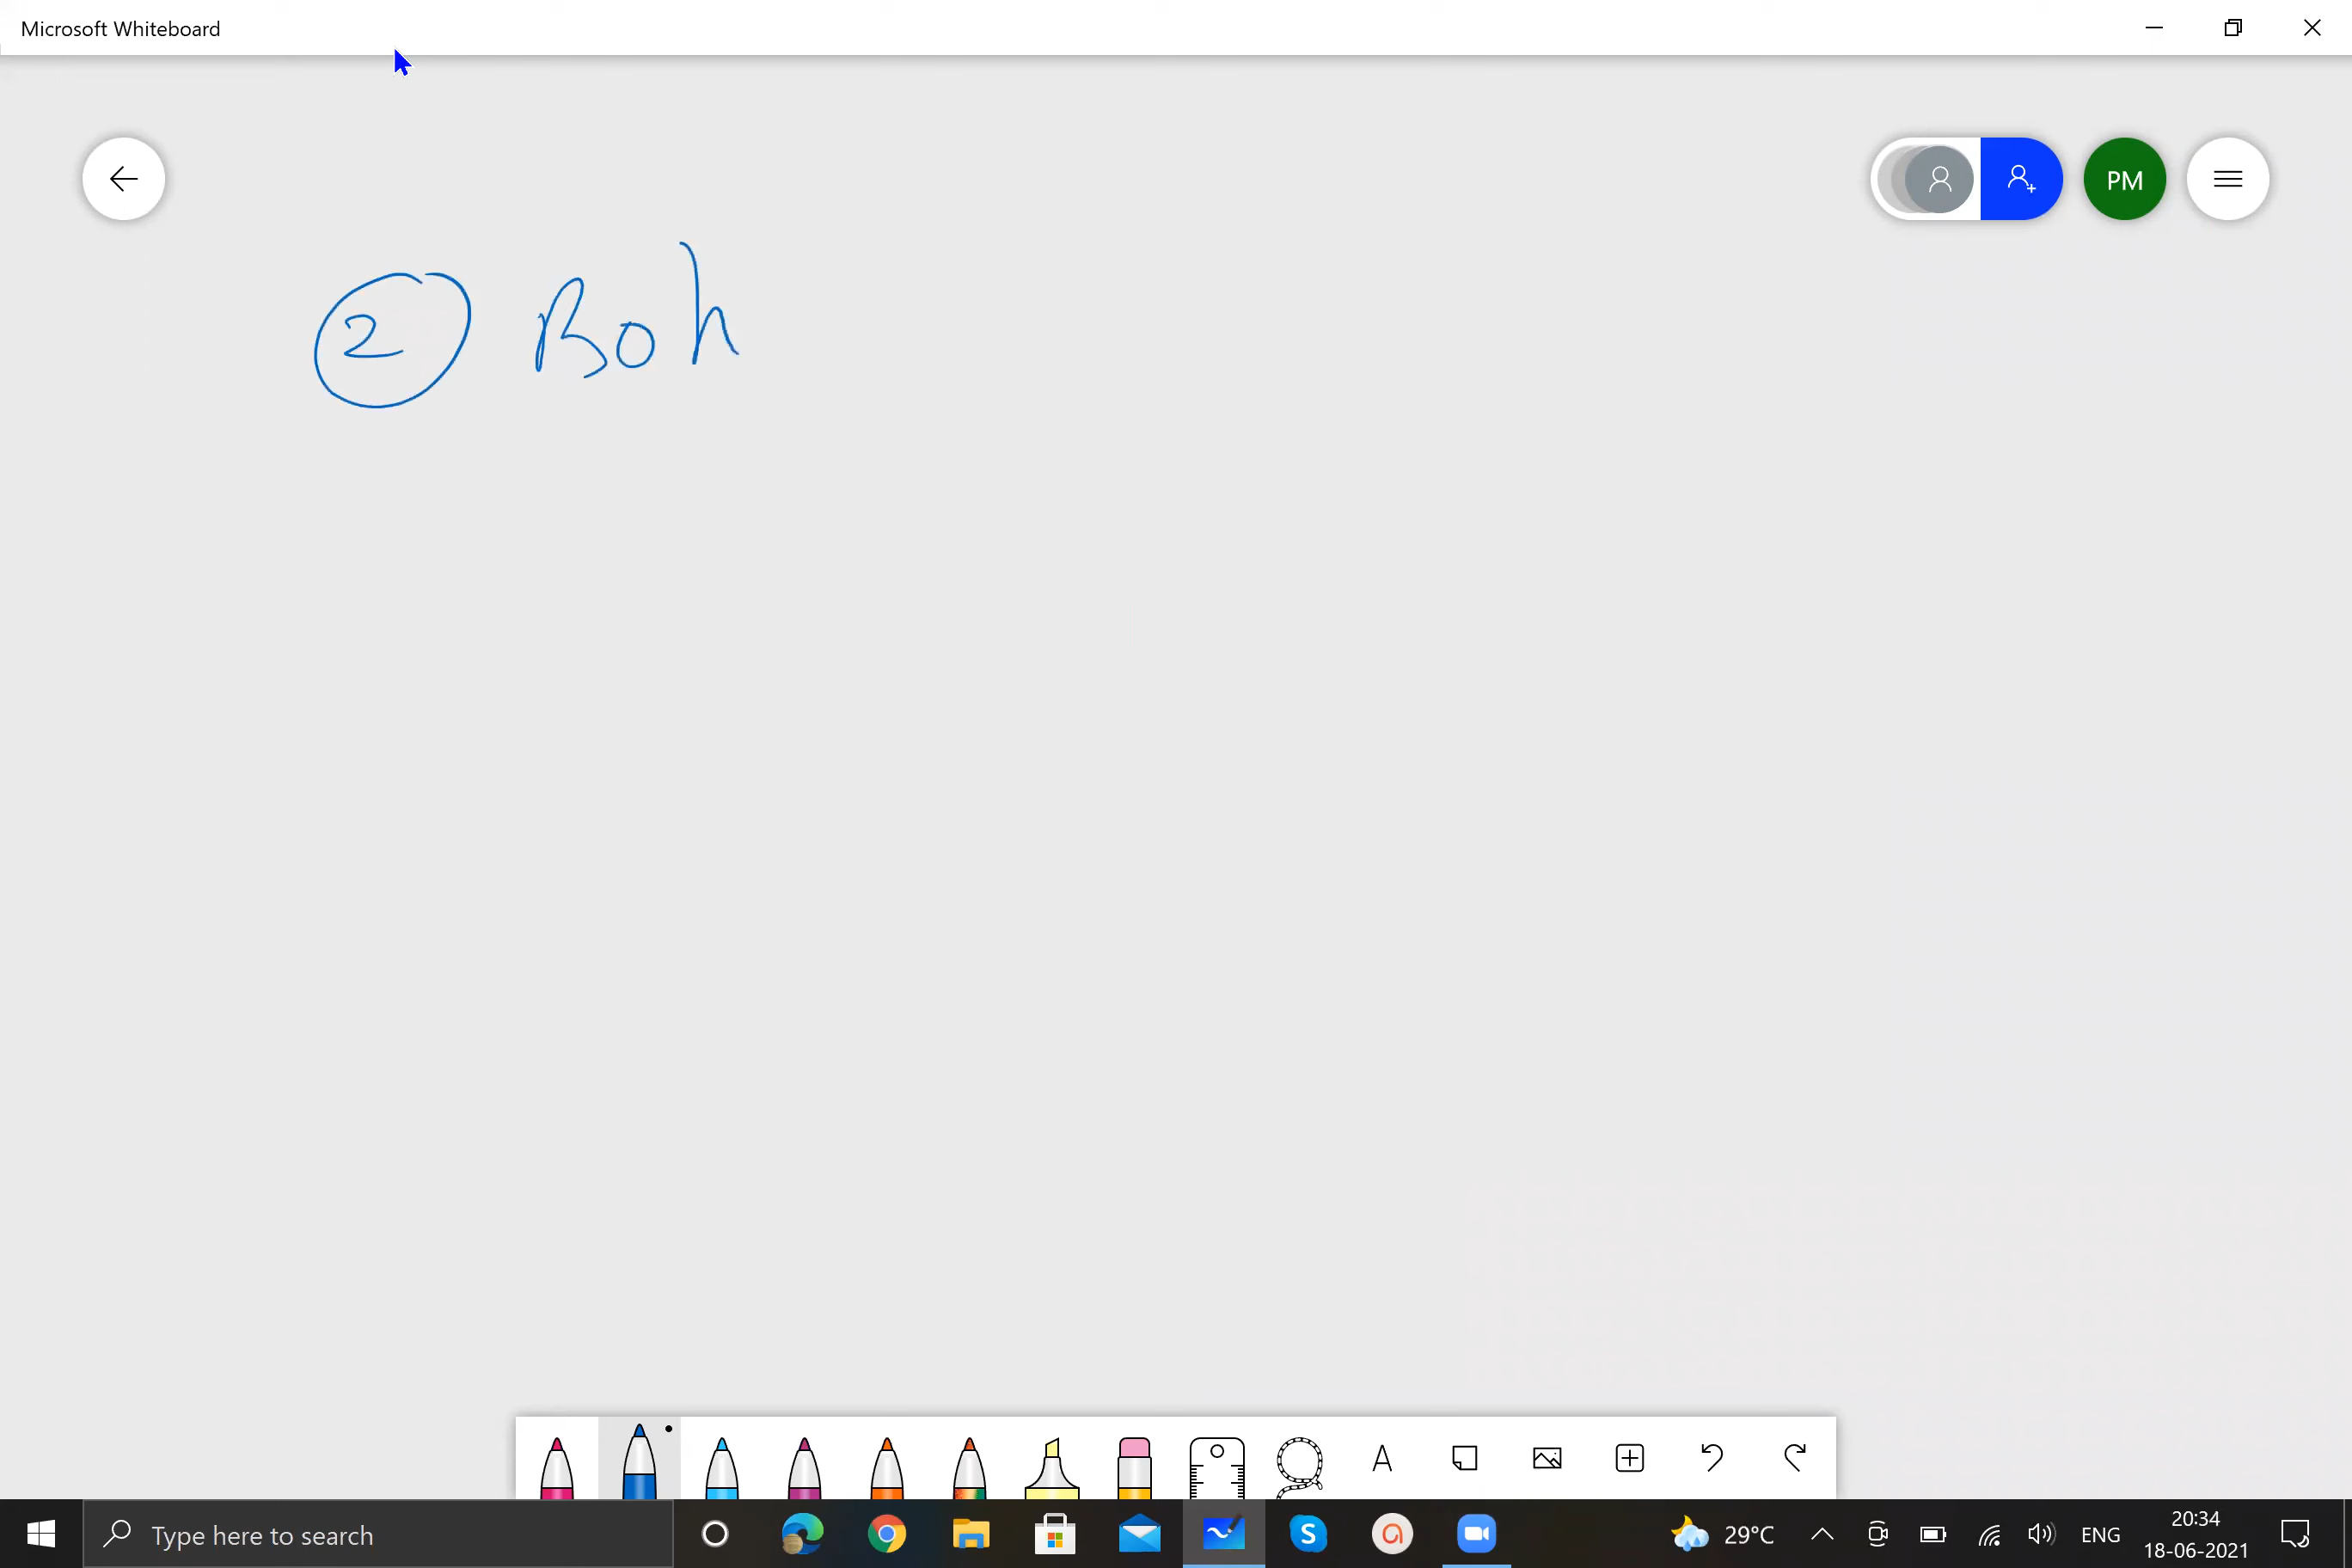 Microsoft Whiteboard
PM
2 Boh
A
Type here to search
S
a
29°C
ENG
20:34
18-06-2021